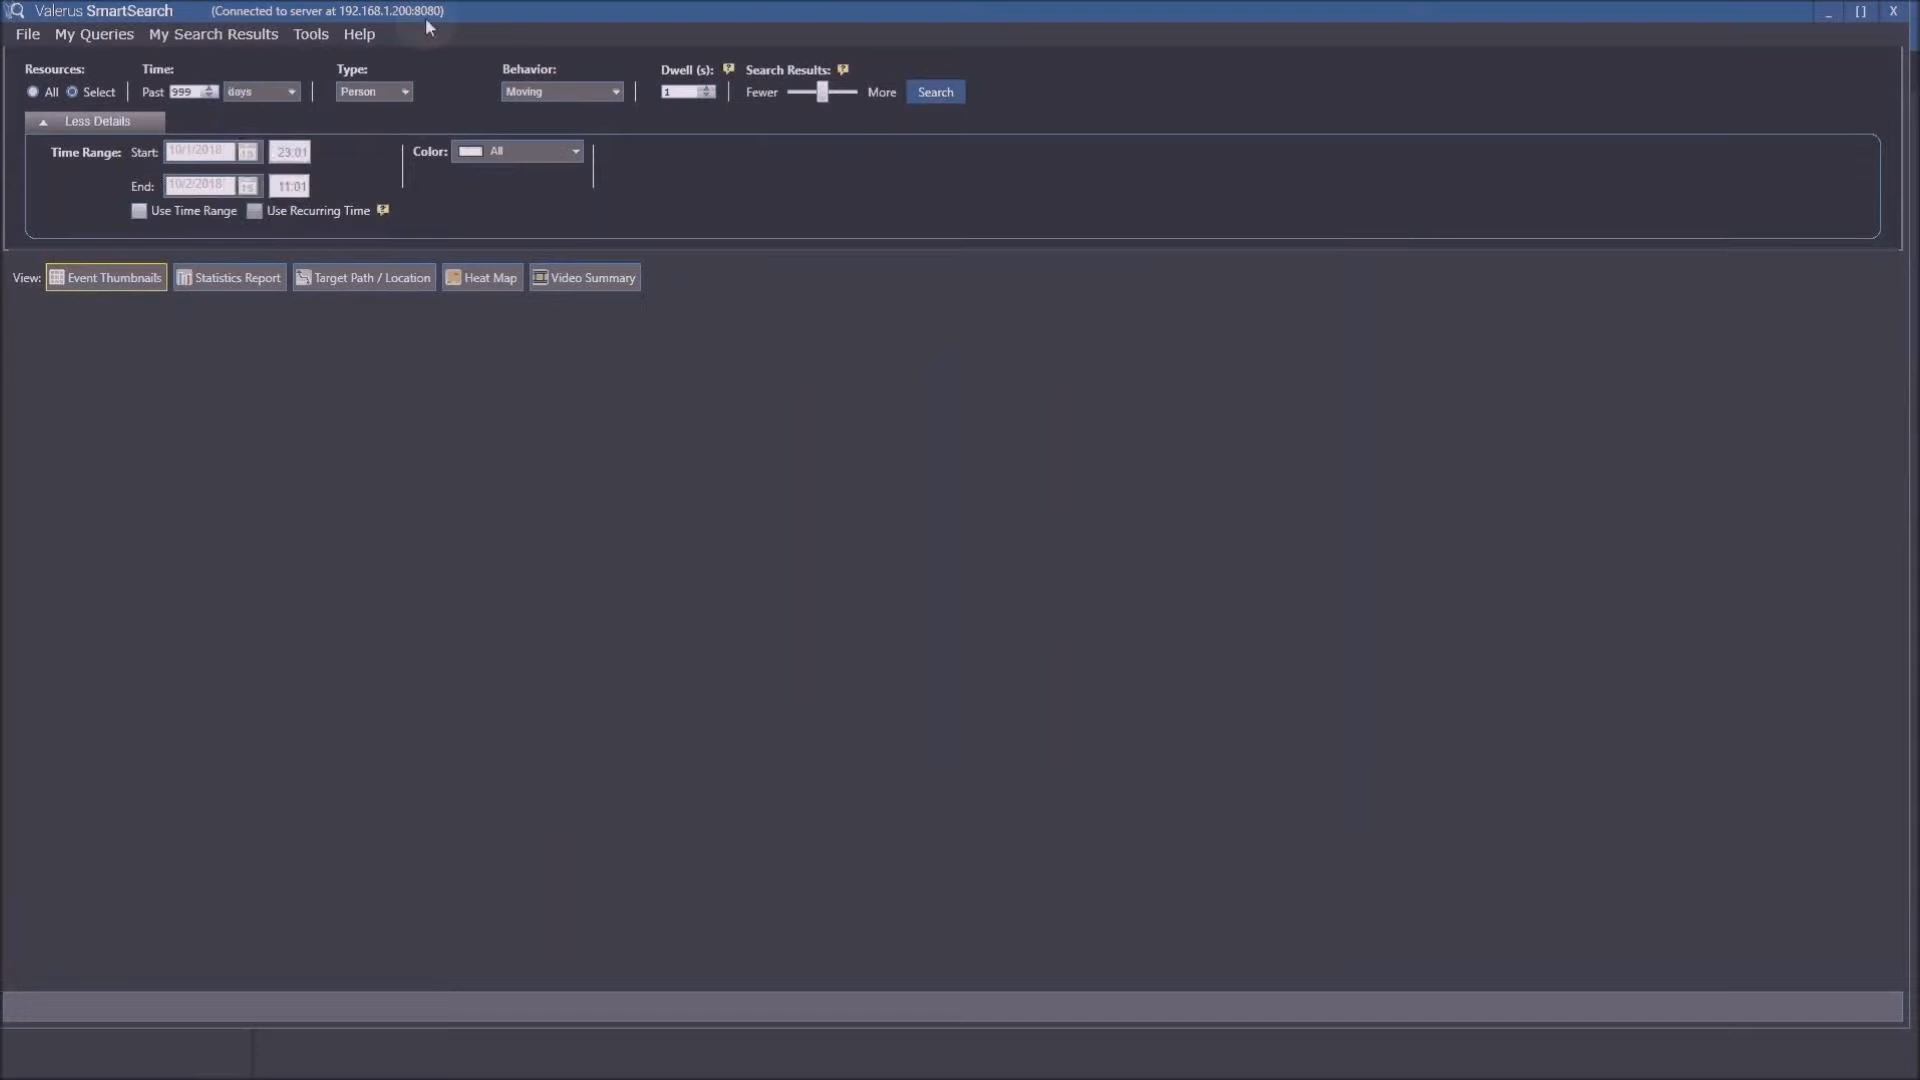 Valerus SmartSearch (Connected to server at 192.168.1.200:8080) _ [ ] X
File My Queries My Search Results Tools Help
Resources: Time: Type: Behavior: Dwell (s): ? Search Results: ?
All Select Past 999 days Person Moving 1 Fewer More Search
Less Details
Time Range: Start: 10/1/2018 15 23:01 Color: All
End: 10/2/2018 15 11:01
Use Time Range Use Recurring Time ?
View: Event Thumbnails Statistics Report Target Path / Location Heat Map Video Summary